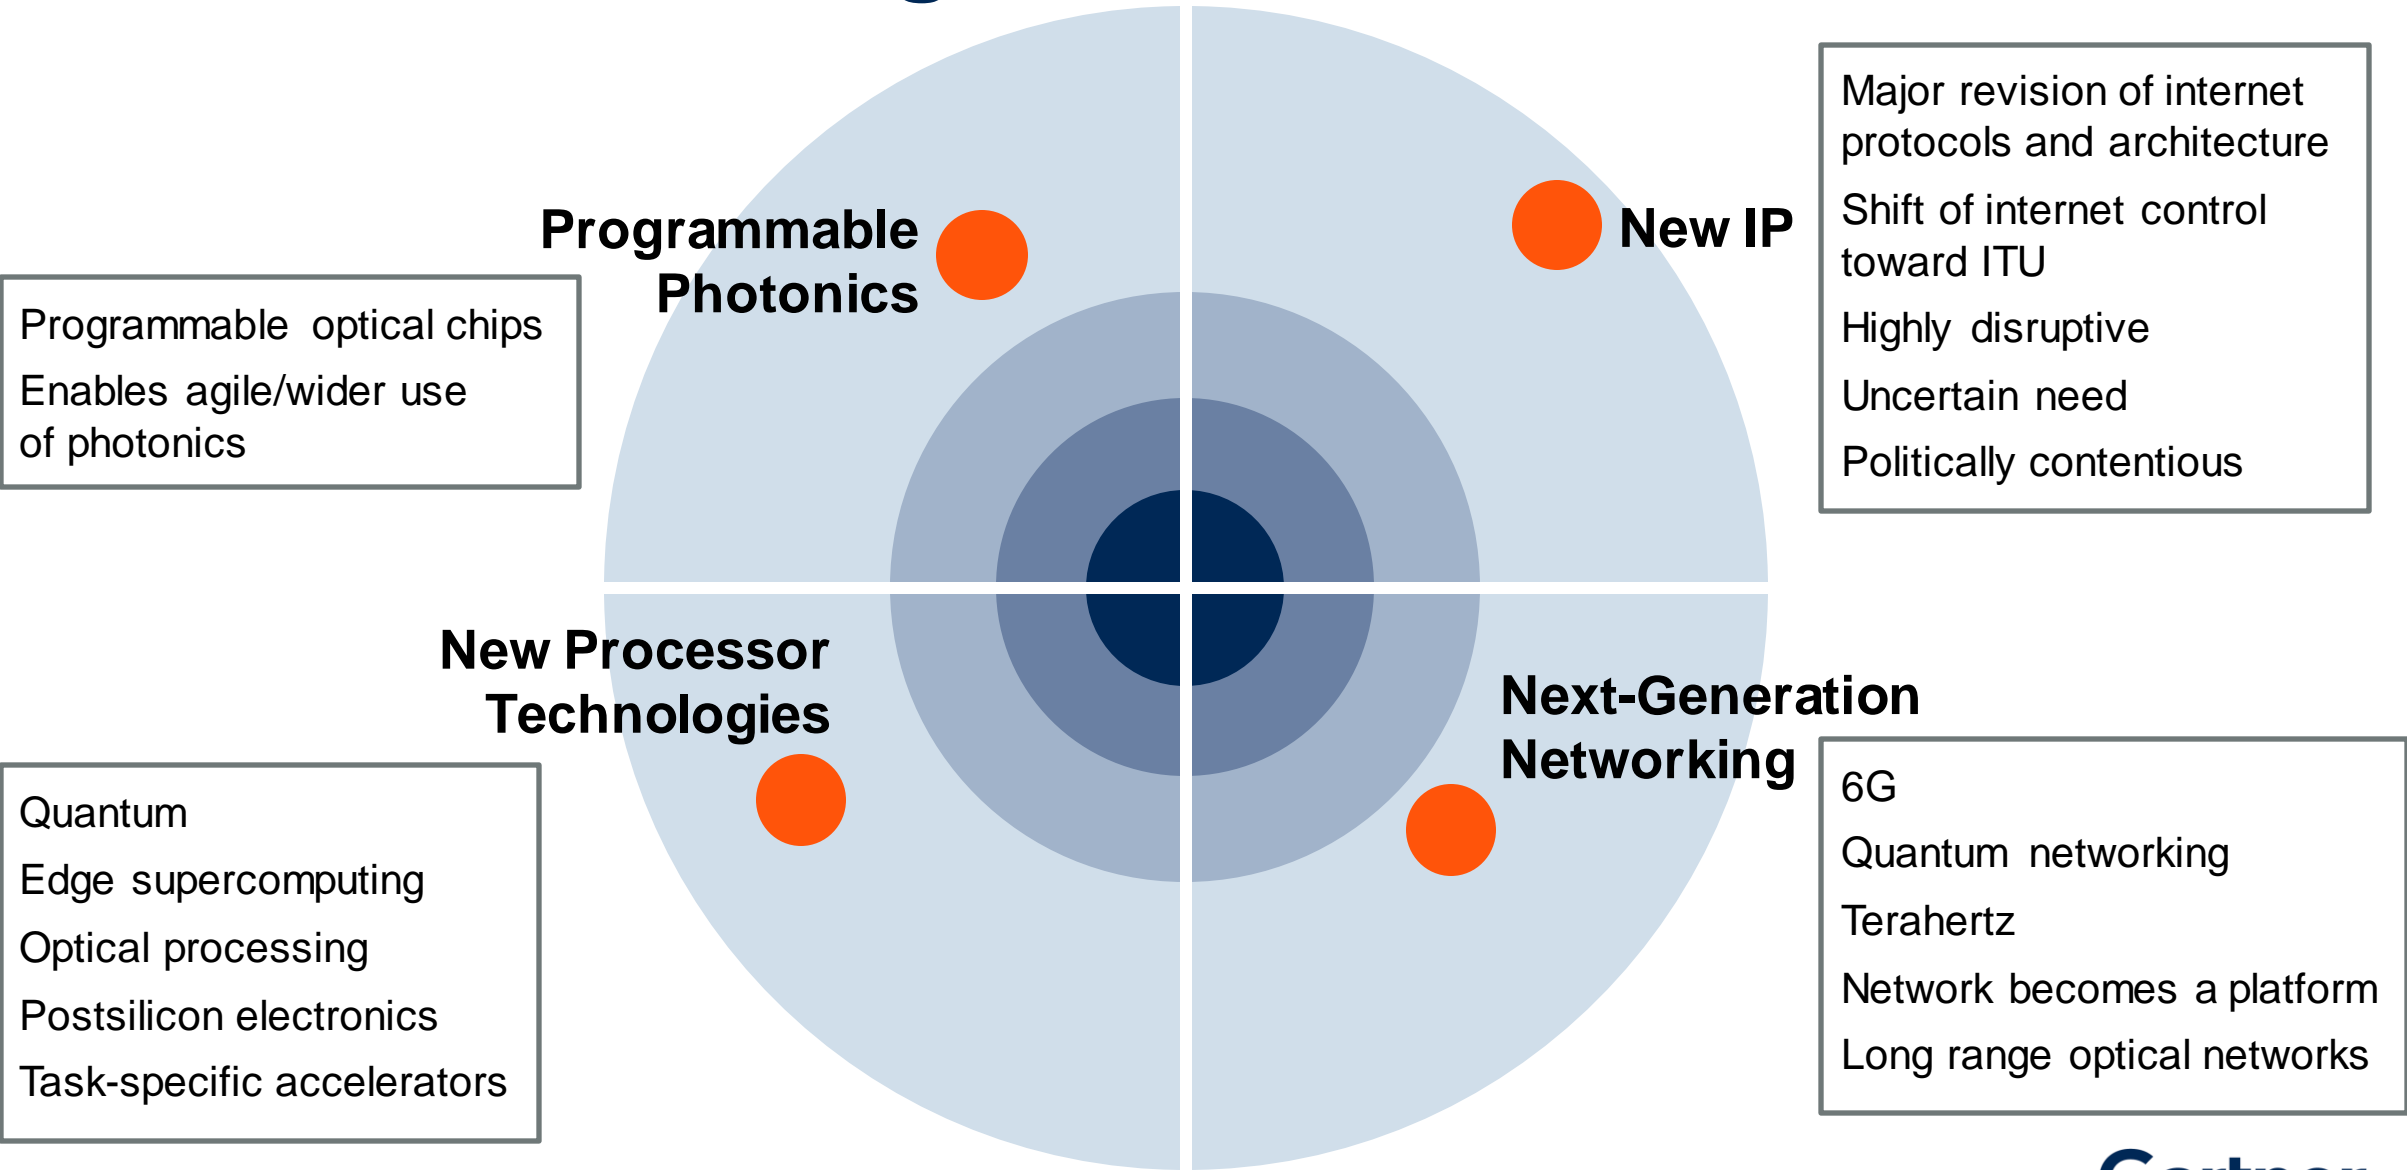 Programmable
Photonics
Programmable optical chips
Enables agile/wider use
of photonics
New IP
Major revision of internet
protocols and architecture
Shift of internet control
toward ITU
Highly disruptive
Uncertain need
Politically contentious
New Processor
Technologies
Quantum
Edge supercomputing
Optical processing
Postsilicon electronics
Task-specific accelerators
Next-Generation
Networking
6G
Quantum networking
Terahertz
Network becomes a platform
Long range optical networks
Gartner